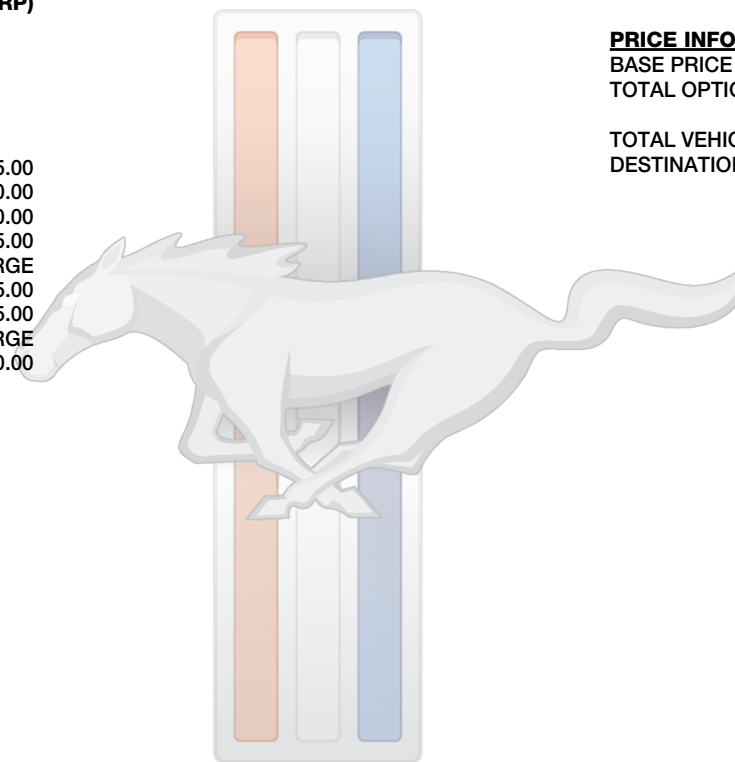 RP)
5.00
0.00
0.00
5.00
RGE
5.00
5.00
RGE
0.00
PRICE INFO
BASE PRICE
TOTAL OPTIO
TOTAL VEHIC
DESTINATION